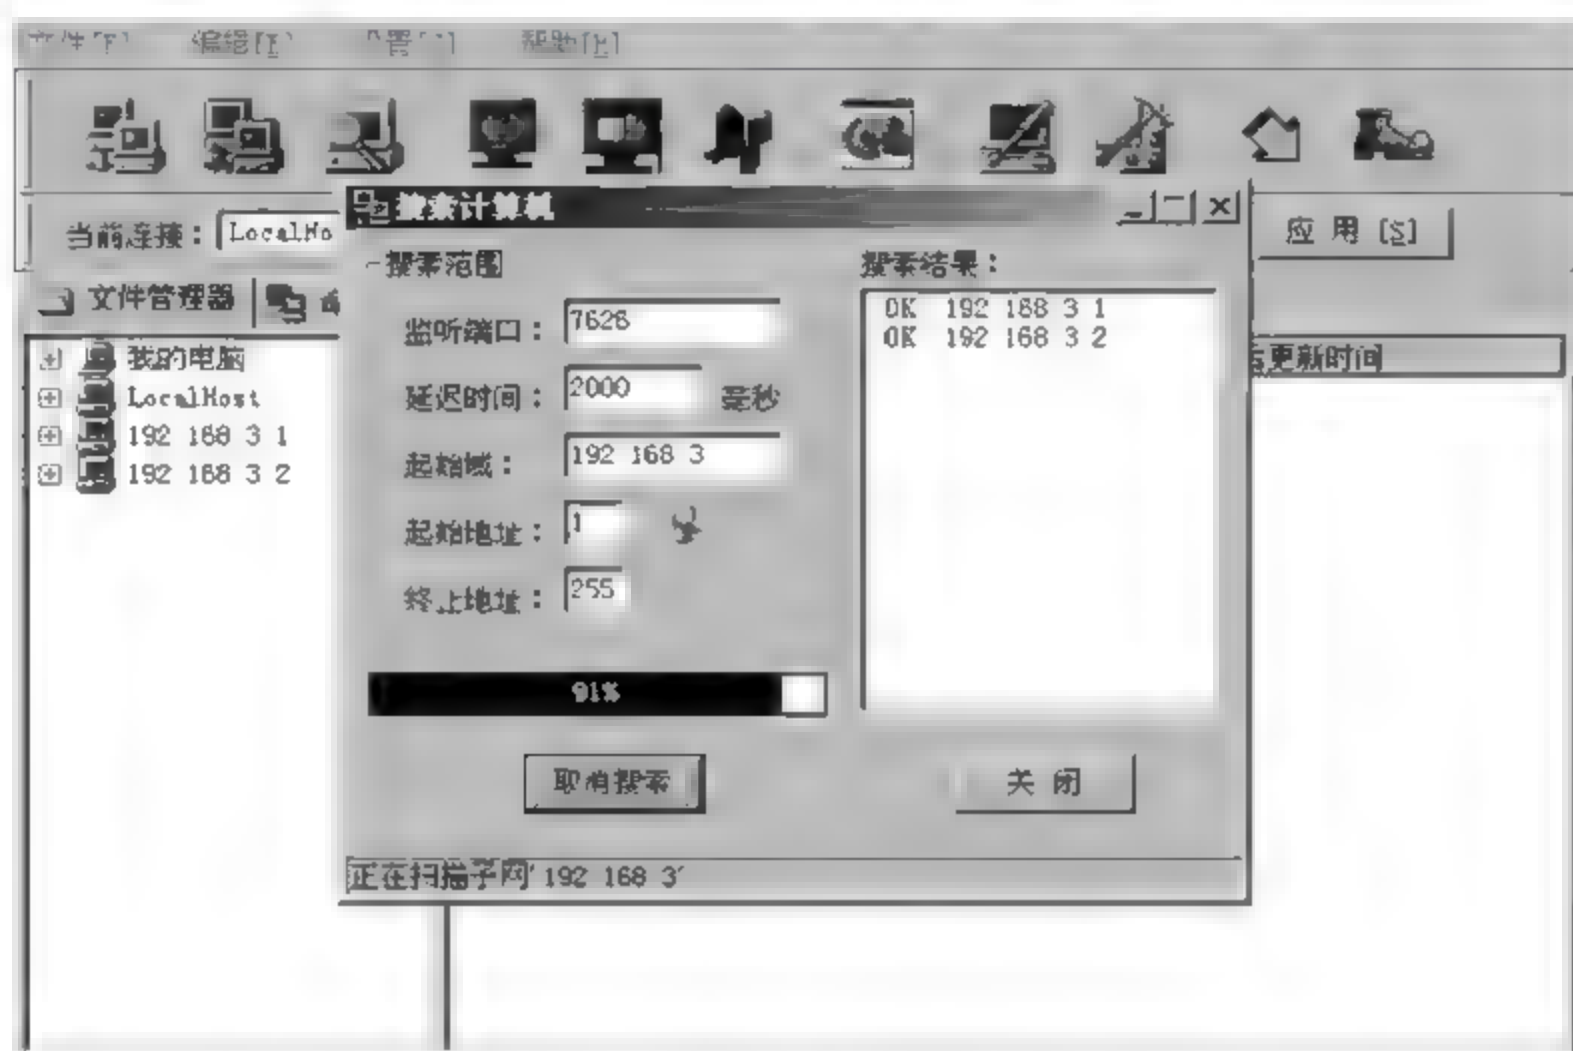 文件[F] 编辑[E] 设置[C] 帮助[H]
当前连接： LocalHo
应 用 [S]
文件管理器
我的电脑
LocalHost
192 168 3 1
192 168 3 2
更新时间
搜索计算机
搜索范围
监听端口： 7626
延迟时间： 2000 毫秒
起始域： 192 168 3
起始地址： 1
终止地址： 255
91%
取消搜索
搜索结果：
OK 192 168 3 1
OK 192 168 3 2
关 闭
正在扫描子网'192 168 3'